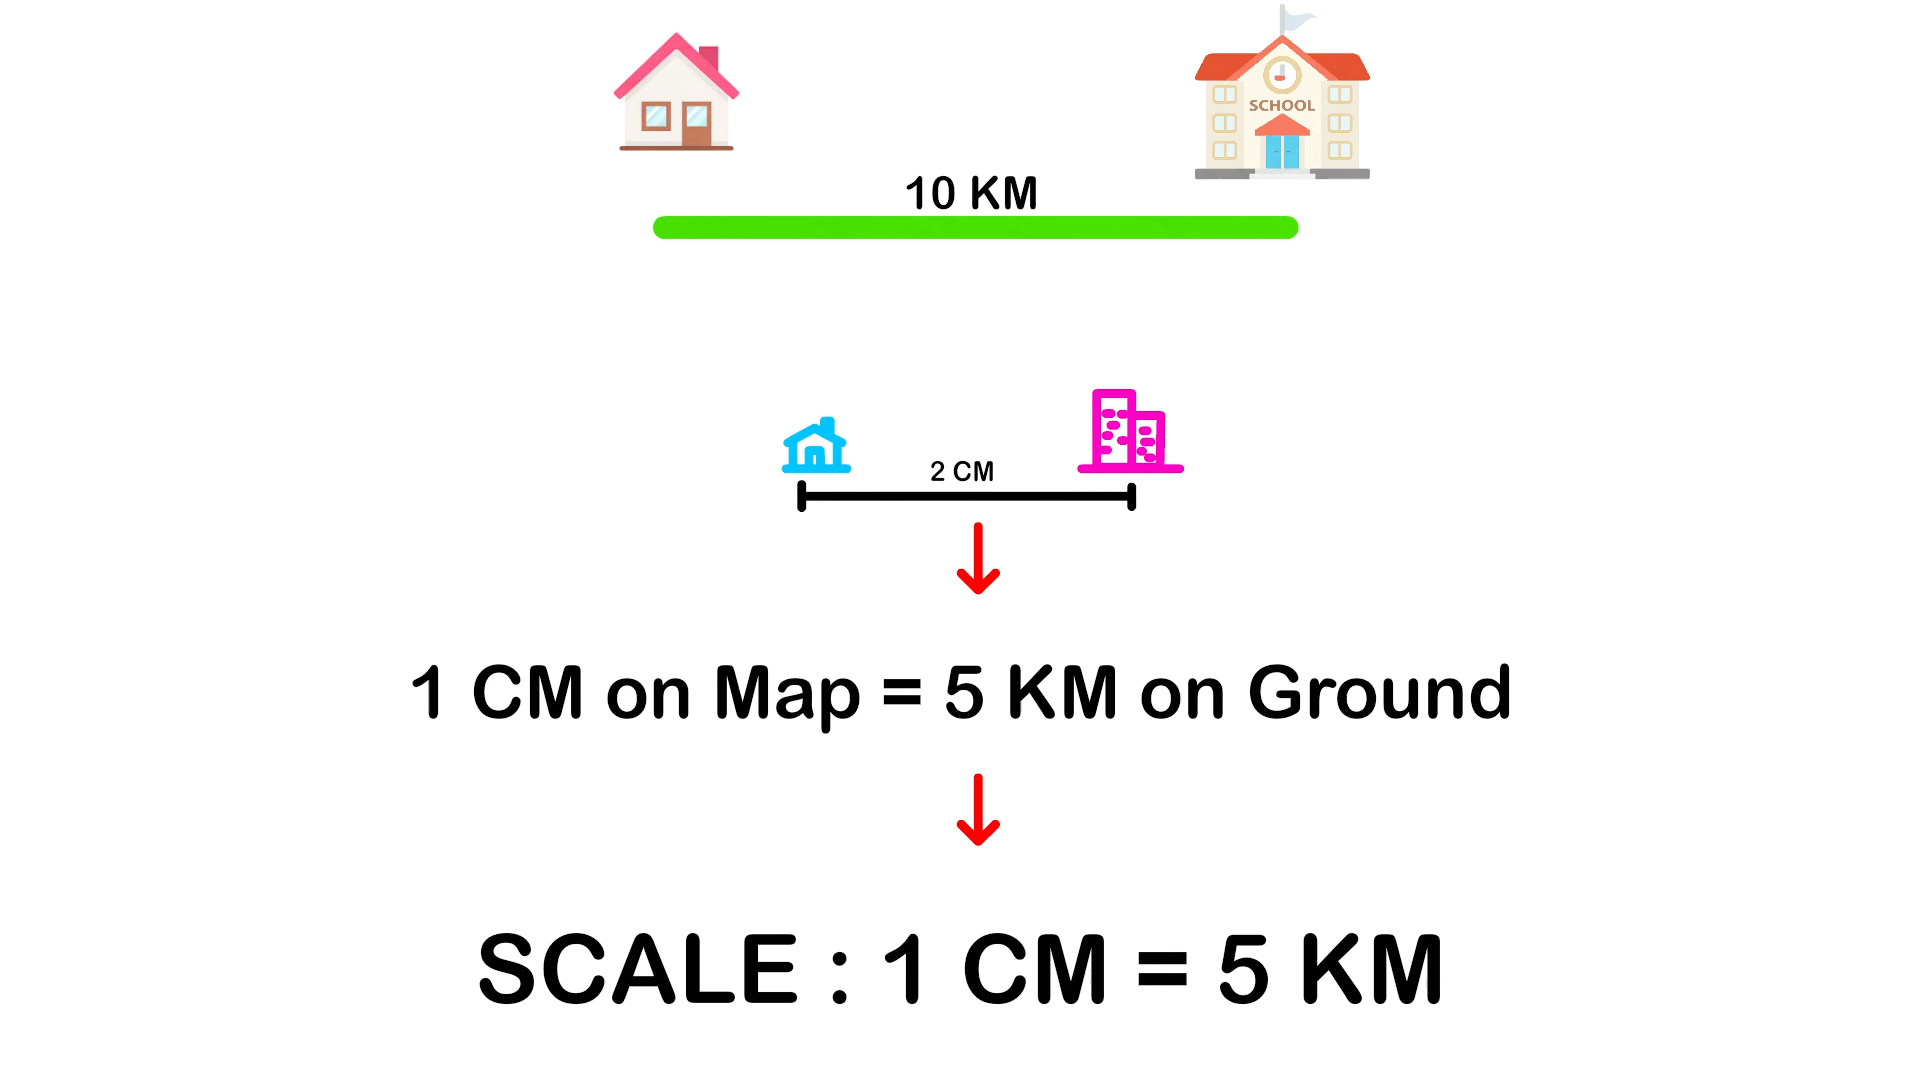 SCHOOL
10 KM
2 CM
1 CM on Map = 5 KM on Ground
SCALE : 1 CM = 5 KM